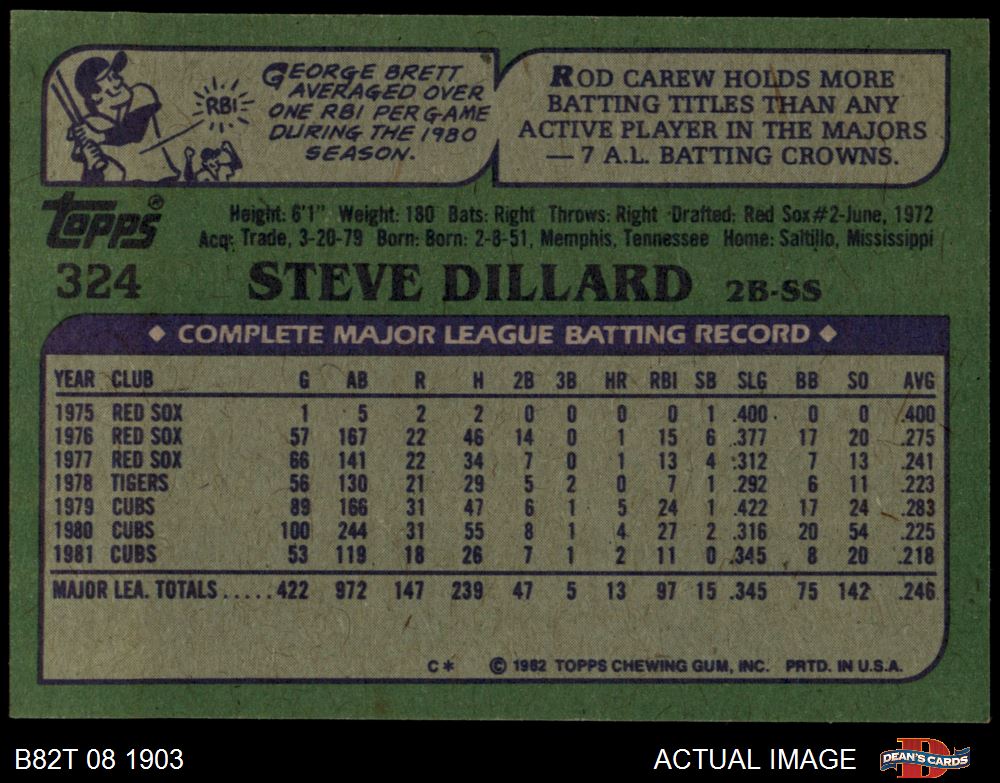 GEORGE BRETT
AVERAGED OVER
ONE RBI PER GAME
DURING THE 1980
SEASON.
RBI
ROD CAREW HOLDS MORE
BATTING TITLES THAN ANY
ACTIVE PLAYER IN THE MAJORS
— 7 A.L. BATTING CROWNS.
Topps®
Height: 6'1" Weight: 180 Bats: Right Throws: Right Drafted: Red Sox#2-June, 1972
Acq: Trade, 3-20-79 Born: Born: 2-8-51, Memphis, Tennessee Home: Saltillo, Mississippi
324 STEVE DILLARD 2B-SS
◆ COMPLETE MAJOR LEAGUE BATTING RECORD ◆
YEAR CLUB G AB R H 2B 3B HR RBI SB SLG BB SO AVG
1975 RED SOX 1 5 2 2 0 0 0 0 1 .400 0 0 .400
1976 RED SOX 57 167 22 46 14 0 1 15 6 .377 17 20 .275
1977 RED SOX 66 141 22 34 7 0 1 13 4 .312 7 13 .241
1978 TIGERS 56 130 21 29 5 2 0 7 1 .292 6 11 .223
1979 CUBS 89 166 31 47 6 1 5 24 1 .422 17 24 .283
1980 CUBS 100 244 31 55 8 1 4 27 2 .316 20 54 .225
1981 CUBS 53 119 18 26 7 1 2 11 0 .345 8 20 .218
MAJOR LEA. TOTALS.....422 972 147 239 47 5 13 97 15 .345 75 142 .246
C* © 1982 TOPPS CHEWING GUM, INC. PRTD. IN U.S.A.
B82T 08 1903 ACTUAL IMAGE DEAN'S CARDS